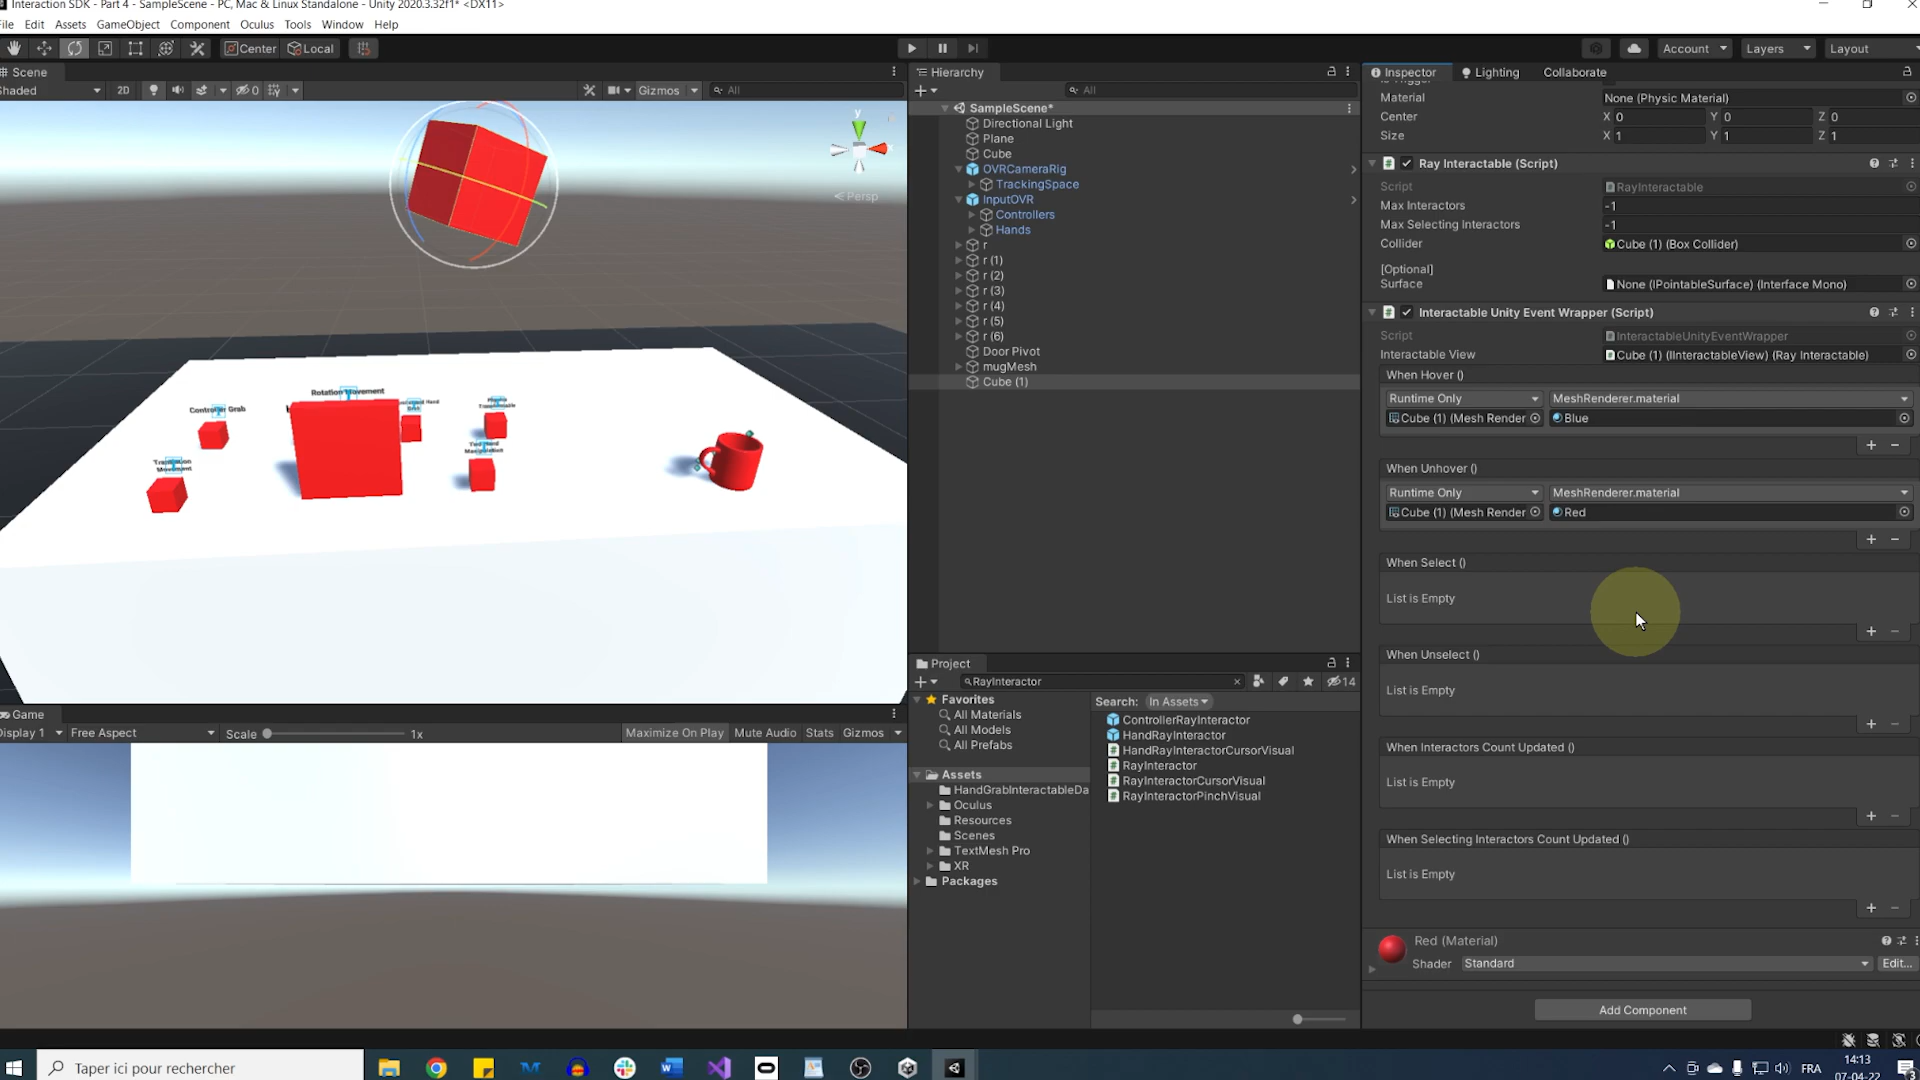 Interaction SDK - Part 4 - SampleScene - PC, Mac & Linux Standalone - Unity 2020.3.32f1* <DX11>
File Edit Assets GameObject Component Oculus Tools Window Help
Center Local
Account Layers Layout
Scene
Shaded 2D 0 Gizmos All
y
Persp
Controller Grab
Rotation Movement
Translation
Movement
Two Hand
Game
Display 1 Free Aspect Scale 1x Maximize On Play Mute Audio Stats Gizmos
Hierarchy
All
SampleScene*
Directional Light
Plane
Cube
OVRCameraRig
TrackingSpace
InputOVR
Controllers
Hands
r
r (1)
r (2)
r (3)
r (4)
r (5)
r (6)
Door Pivot
mugMesh
Cube (1)
Project
RayInteractor 14
Favorites
All Materials
All Models
All Prefabs
Assets
HandGrabInteractableDa
Oculus
Resources
Scenes
TextMesh Pro
XR
Packages
Search: In Assets
ControllerRayInteractor
HandRayInteractor
HandRayInteractorCursorVisual
RayInteractor
RayInteractorCursorVisual
RayInteractorPinchVisual
Inspector Lighting Collaborate
Is Trigger
Material None (Physic Material)
Center X 0 Y 0 Z 0
Size X 1 Y 1 Z 1
Ray Interactable (Script)
Script RayInteractable
Max Interactors -1
Max Selecting Interactors -1
Collider Cube (1) (Box Collider)
[Optional]
Surface None (IPointableSurface) (Interface Mono)
Interactable Unity Event Wrapper (Script)
Script InteractableUnityEventWrapper
Interactable View Cube (1) (IInteractableView) (Ray Interactable)
When Hover ()
Runtime Only MeshRenderer.material
Cube (1) (Mesh Render Blue
+ −
When Unhover ()
Runtime Only MeshRenderer.material
Cube (1) (Mesh Render Red
+ −
When Select ()
List is Empty
+ −
When Unselect ()
List is Empty
+ −
When Interactors Count Updated ()
List is Empty
+ −
When Selecting Interactors Count Updated ()
List is Empty
+ −
Red (Material)
Shader Standard Edit...
Add Component
Taper ici pour rechercher
FRA
14:13
07-04-22
3